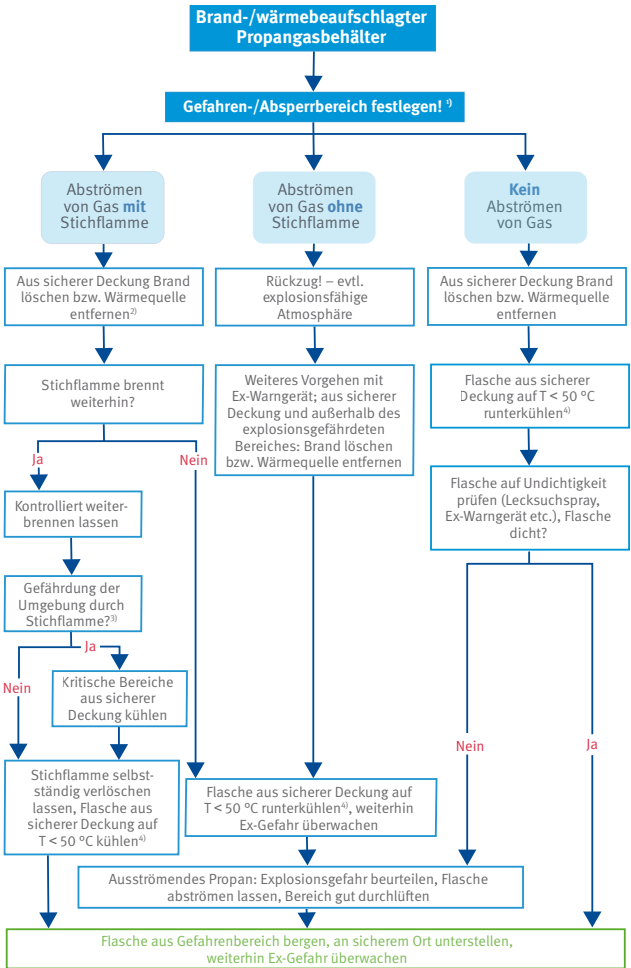 Brand-/wärmebeaufschlagter
Propangasbehälter
Gefahren-/Absperrbereich festlegen! ¹⁾
Abströmen
von Gas mit
Stichflamme
Abströmen
von Gas ohne
Stichflamme
Kein
Abströmen
von Gas
Aus sicherer Deckung Brand
löschen bzw. Wärmequelle
entfernen²⁾
Rückzug! – evtl.
explosionsfähige
Atmosphäre
Aus sicherer Deckung Brand
löschen bzw. Wärmequelle
entfernen
Stichflamme brennt
weiterhin?
Weiteres Vorgehen mit
Ex-Warngerät; aus sicherer
Deckung und außerhalb des
explosionsgefährdeten
Bereiches: Brand löschen
bzw. Wärmequelle entfernen
Flasche aus sicherer
Deckung auf T < 50 °C
runterkühlen⁴⁾
Ja
Nein
Kontrolliert weiter-
brennen lassen
Flasche auf Undichtigkeit
prüfen (Lecksuchspray,
Ex-Warngerät etc.), Flasche
dicht?
Gefährdung der
Umgebung durch
Stichflamme?³⁾
Ja
Nein
Kritische Bereiche
aus sicherer
Deckung kühlen
Nein
Ja
Stichflamme selbst-
ständig verlöschen
lassen, Flasche aus
sicherer Deckung auf
T < 50 °C kühlen⁴⁾
Flasche aus sicherer Deckung auf
T < 50 °C runterkühlen⁴⁾, weiterhin
Ex-Gefahr überwachen
Ausströmendes Propan: Explosionsgefahr beurteilen, Flasche
abströmen lassen, Bereich gut durchlüften
Flasche aus Gefahrenbereich bergen, an sicherem Ort unterstellen,
weiterhin Ex-Gefahr überwachen